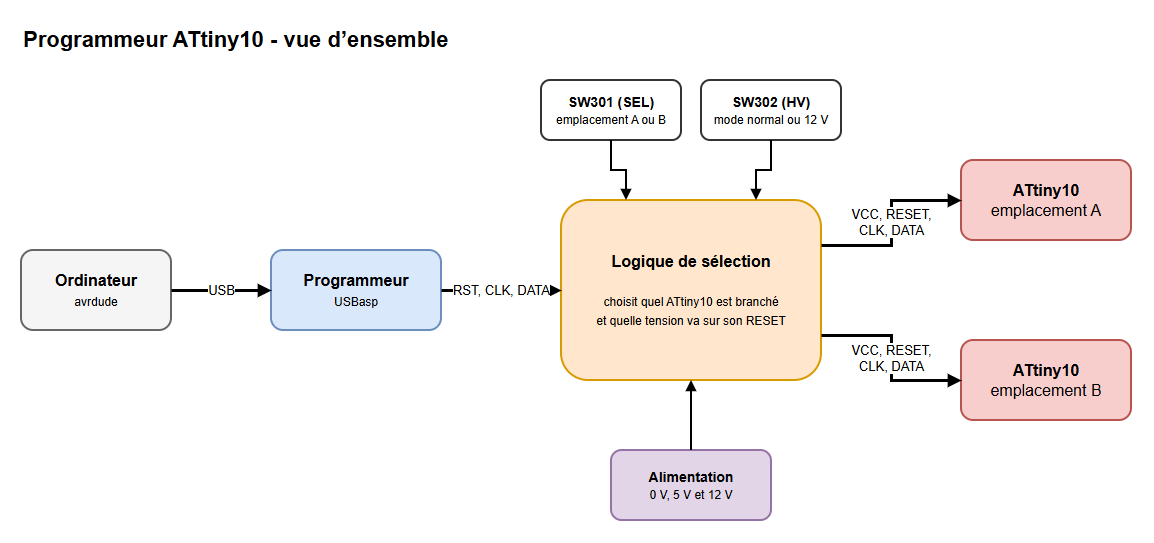 Programmeur ATtiny10 - vue d’ensemble
SW301 (SEL)
emplacement A ou B
SW302 (HV)
mode normal ou 12 V
ATtiny10
emplacement A
VCC, RESET,
CLK, DATA
Logique de sélection
choisit quel ATtiny10 est branché
et quelle tension va sur son RESET
Ordinateur
avrdude
USB
Programmeur
USBasp
RST, CLK, DATA
VCC, RESET,
CLK, DATA
ATtiny10
emplacement B
Alimentation
0 V, 5 V et 12 V